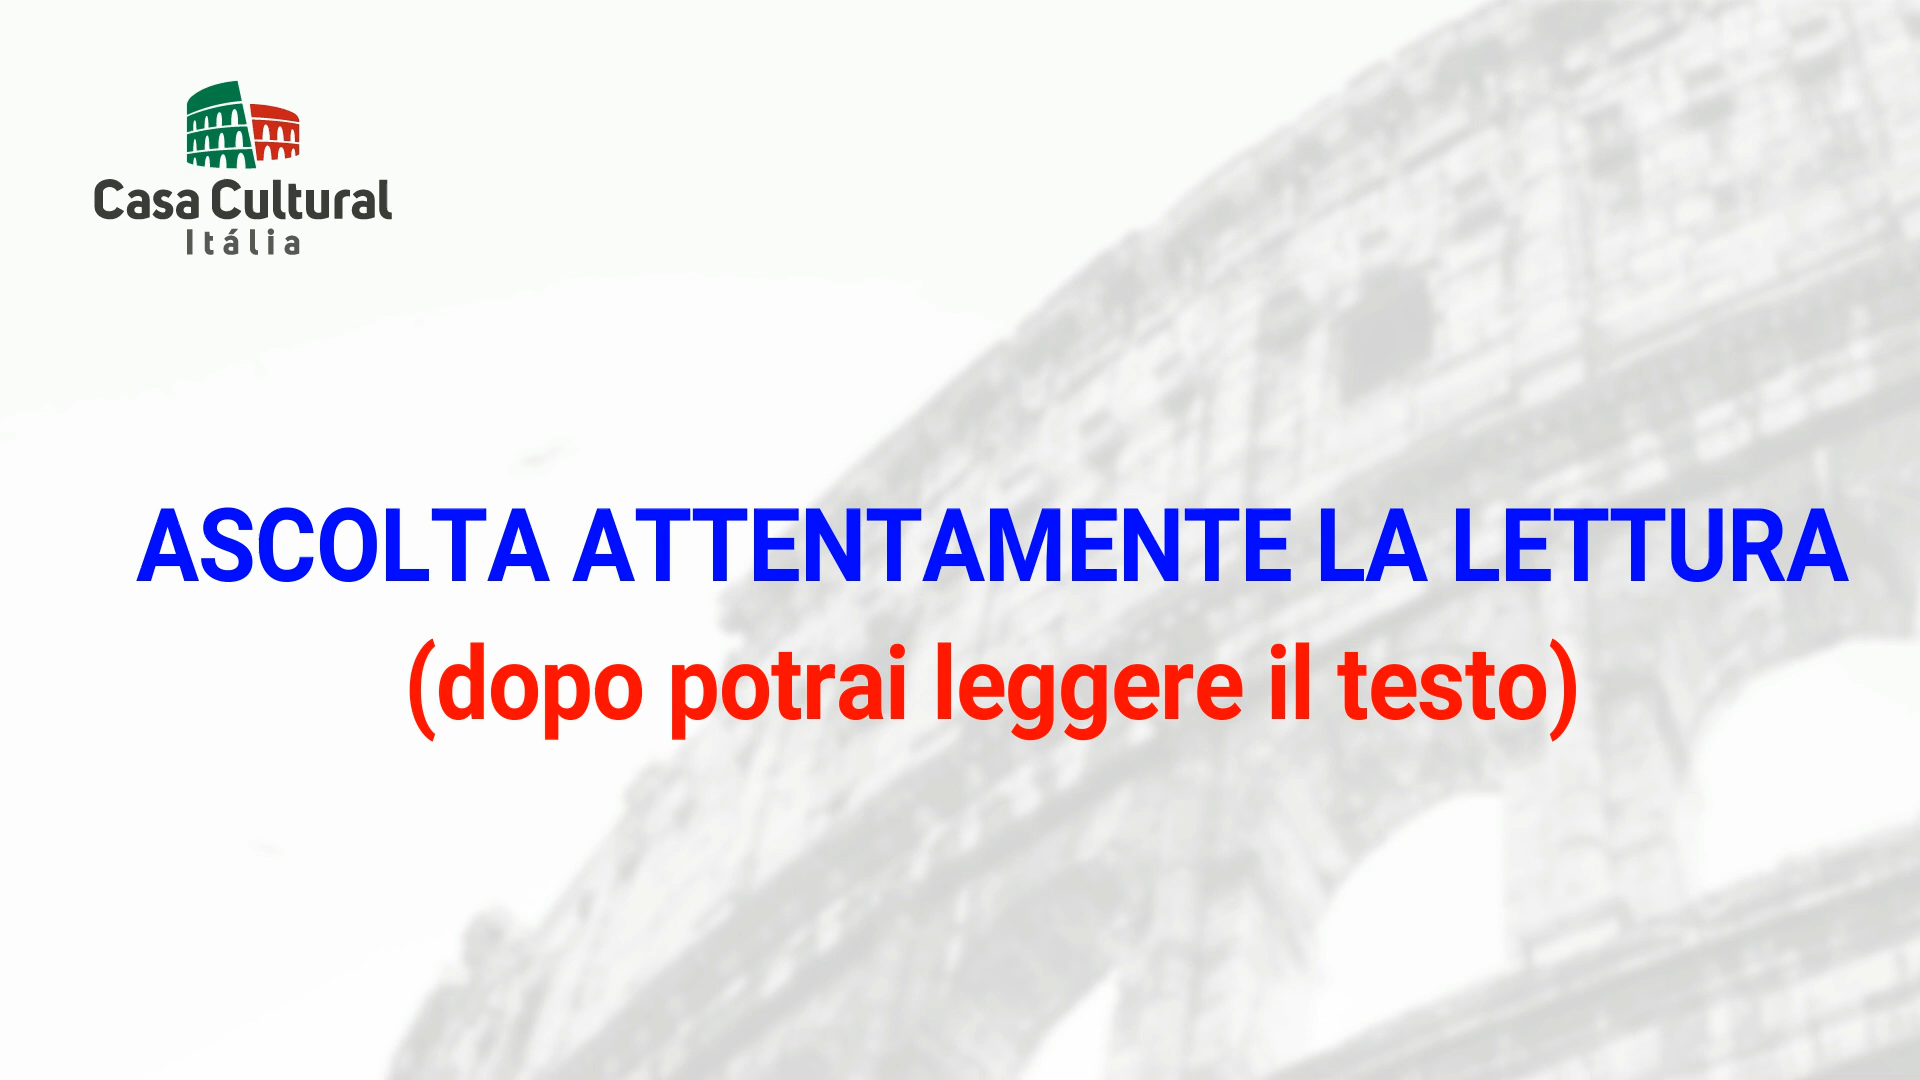 Casa Cultural
Itália
ASCOLTA ATTENTAMENTE LA LETTURA
(dopo potrai leggere il testo)